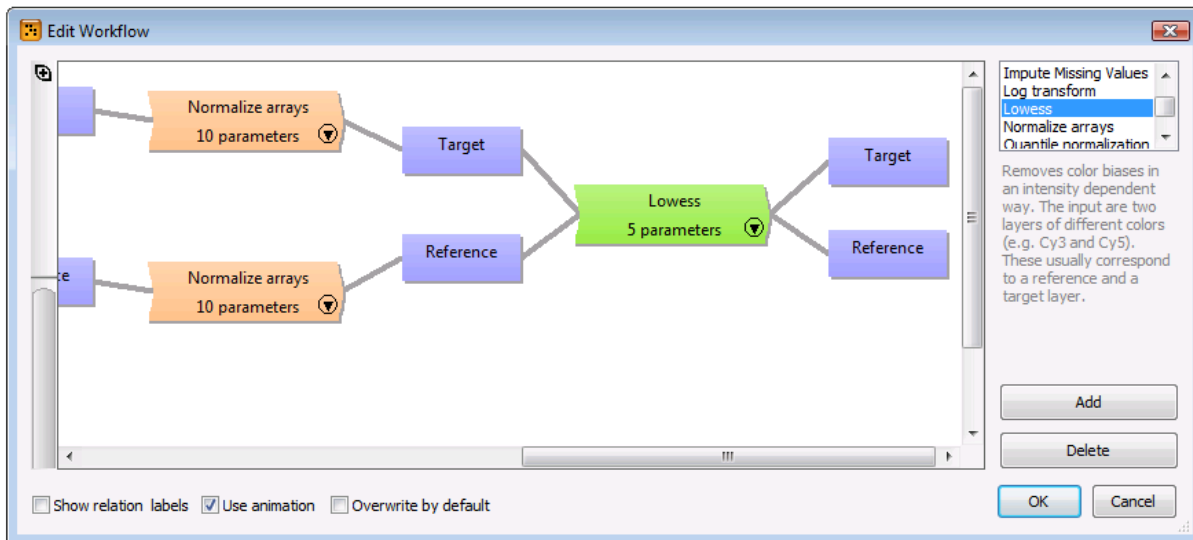 Edit Workflow
Normalize arrays
10 parameters
Target
Lowess
5 parameters
Target
Reference
Reference
ce
Normalize arrays
10 parameters
Impute Missing Values
Log transform
Lowess
Normalize arrays
Quantile normalization
Removes color biases in
an intensity dependent
way. The input are two
layers of different colors
(e.g. Cy3 and Cy5).
These usually correspond
to a reference and a
target layer.
Add
Delete
Show relation labels
Use animation
Overwrite by default
OK
Cancel